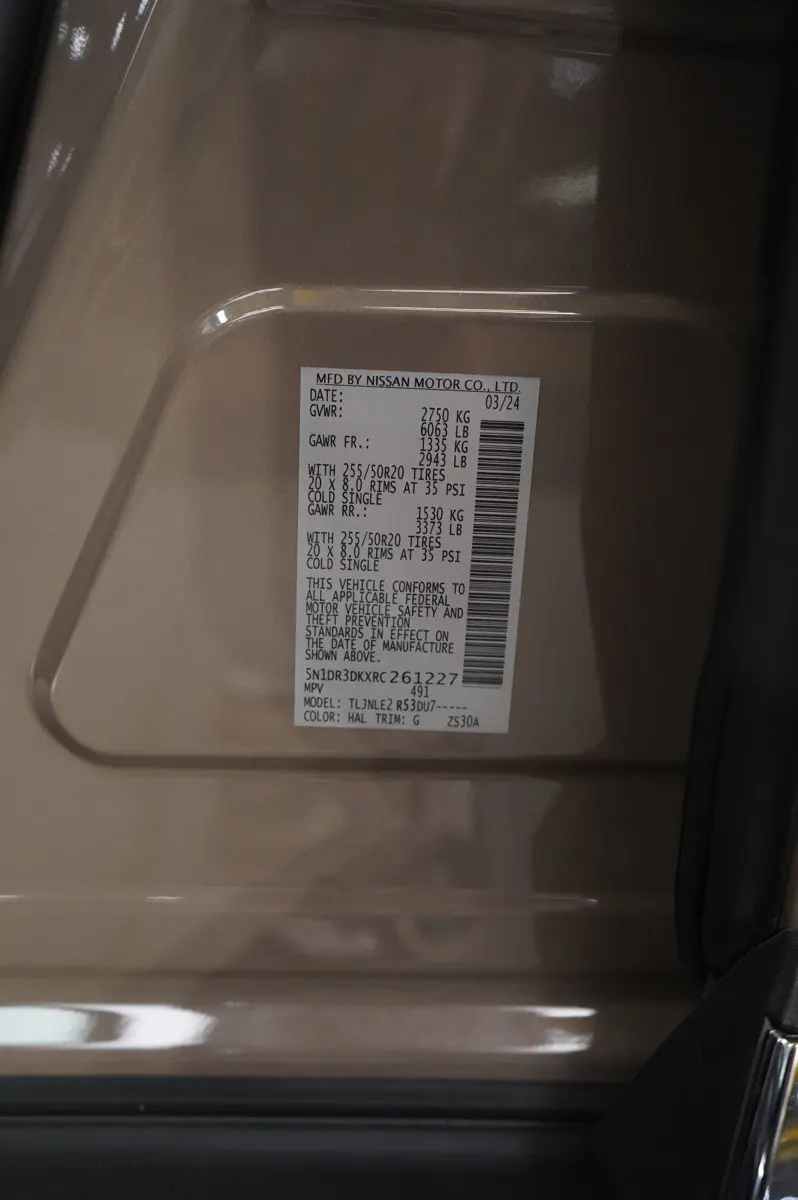 MFD BY NISSAN MOTOR CO., LTD.
DATE: 03/24
GVWR: 2750 KG
6063 LB
GAWR FR.: 1335 KG
2943 LB
WITH 255/50R20 TIRES
20 X 8.0 RIMS AT 35 PSI
COLD SINGLE
GAWR RR.: 1530 KG
3373 LB
WITH 255/50R20 TIRES
20 X 8.0 RIMS AT 35 PSI
COLD SINGLE
THIS VEHICLE CONFORMS TO
ALL APPLICABLE FEDERAL
MOTOR VEHICLE SAFETY AND
THEFT PREVENTION
STANDARDS IN EFFECT ON
THE DATE OF MANUFACTURE
SHOWN ABOVE.
5N1DR3DKXRC261227
MPV 491
MODEL: TLJNLE2 R53DU7-----
COLOR: HAL TRIM: G ZS30A